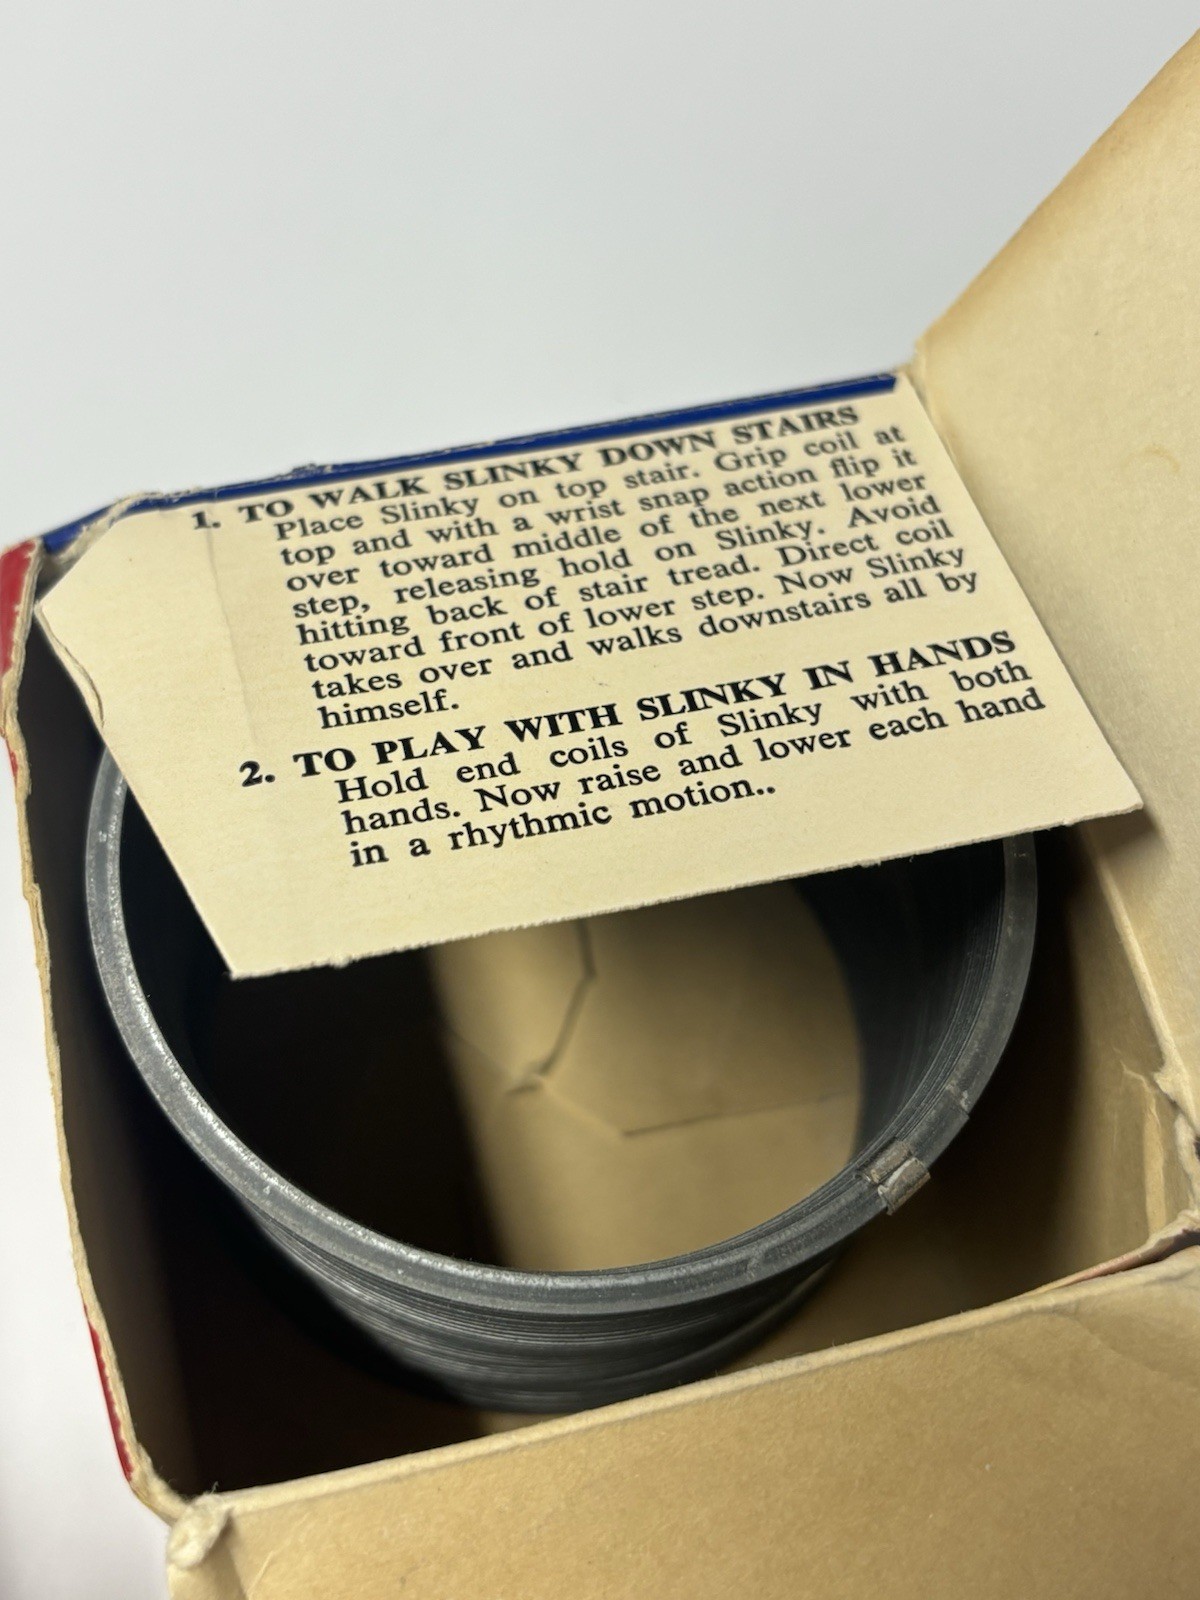 1. TO WALK SLINKY DOWN STAIRS
Place Slinky on top stair. Grip coil at
top and with a wrist snap action flip it
over toward middle of the next lower
step, releasing hold on Slinky. Avoid
hitting back of stair tread. Direct coil
toward front of lower step. Now Slinky
takes over and walks downstairs all by
himself.
2. TO PLAY WITH SLINKY IN HANDS
Hold end coils of Slinky with both
hands. Now raise and lower each hand
in a rhythmic motion..